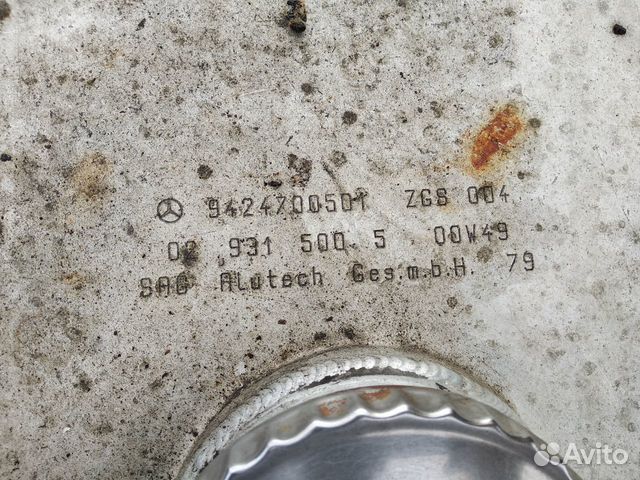 9424700501 ZGS 004
02 931 500 5 00W49
SAG Alutech Ges.m.b.H. 79
Avito